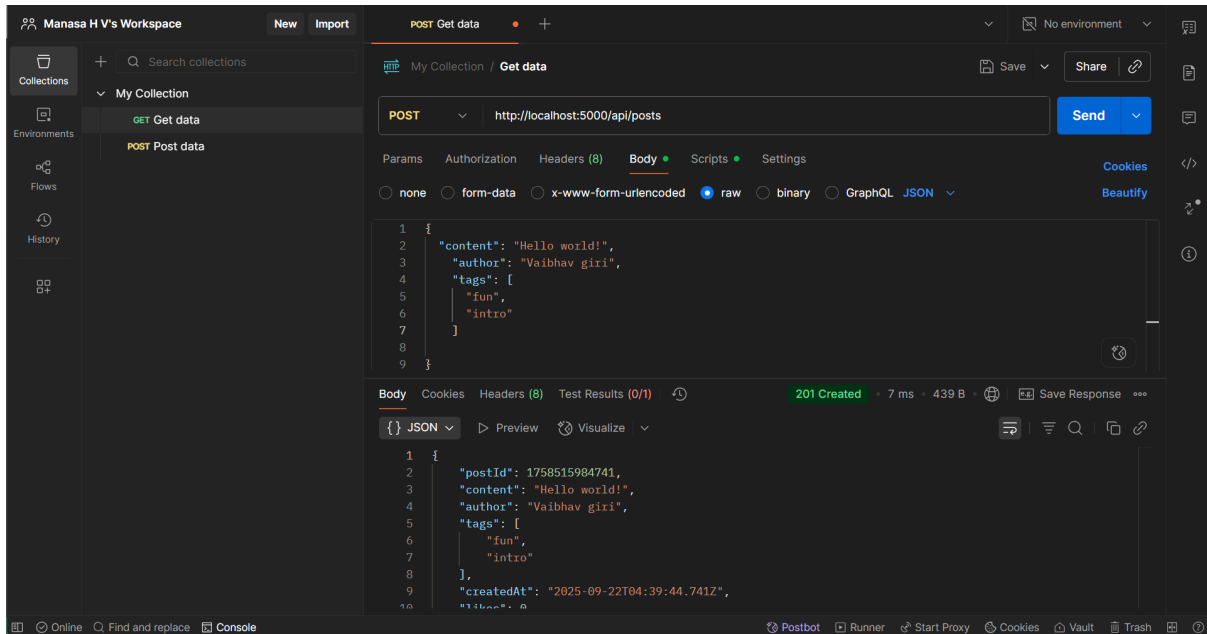 Manasa H V's Workspace New Import
POST Get data
No environment
Collections
Environments
Flows
History
Search collections
My Collection
GET Get data
POST Post data
HTTP My Collection / Get data Save Share
POST http://localhost:5000/api/posts Send
Params Authorization Headers (8) Body Scripts Settings Cookies
none form-data x-www-form-urlencoded raw binary GraphQL JSON Beautify
1 {
2 "content": "Hello world!",
3 "author": "Vaibhav giri",
4 "tags": [
5 "fun",
6 "intro"
7 ]
8
9 }
Body Cookies Headers (8) Test Results (0/1) 201 Created 7 ms 439 B e.g. Save Response
{} JSON Preview Visualize
1 {
2 "postId": 1758515984741,
3 "content": "Hello world!",
4 "author": "Vaibhav giri",
5 "tags": [
6 "fun",
7 "intro"
8 ],
9 "createdAt": "2025-09-22T04:39:44.741Z",
10 "likes": 0
Online Find and replace Console Postbot Runner Start Proxy Cookies Vault Trash